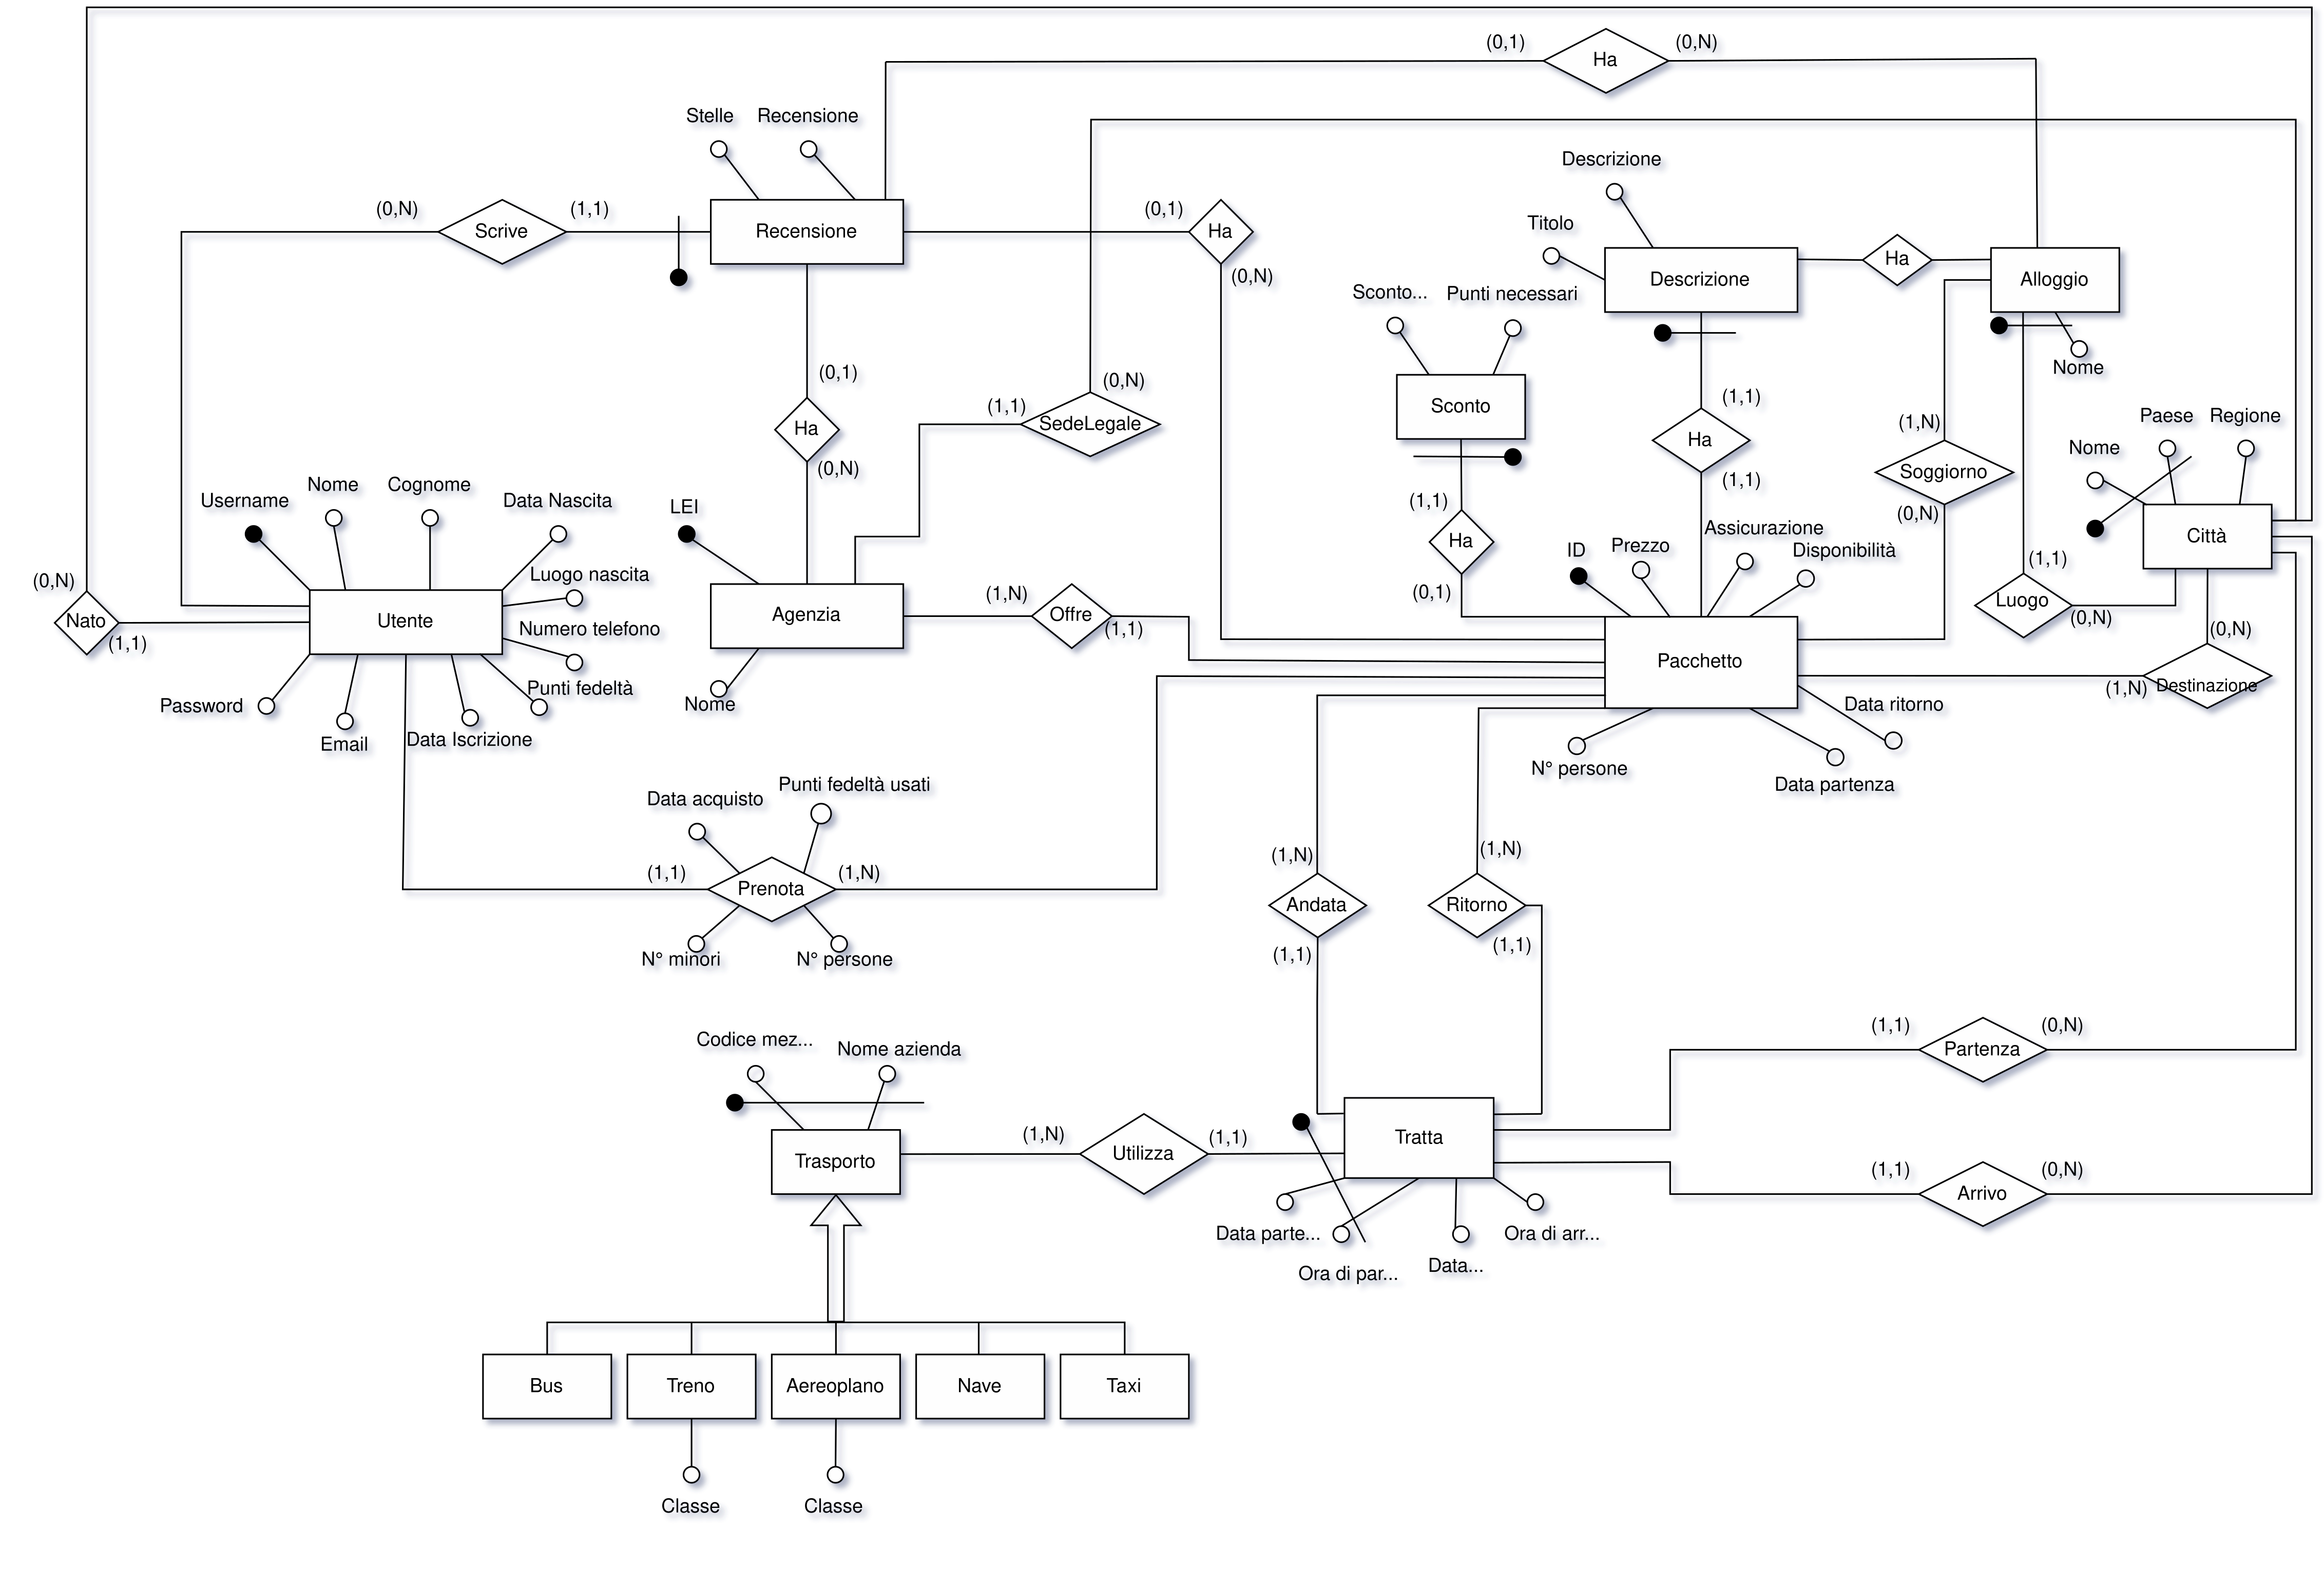 (0,1)
Ha
(0,N)
Stelle
Recensione
Descrizione
(0,N)
Scrive
(1,1)
Recensione
(0,1)
Ha
(0,N)
Titolo
Descrizione
Ha
Alloggio
Sconto...
Punti necessari
Nome
(0,1)
(1,1)
SedeLegale
(0,N)
Sconto
(1,1)
Ha
(1,1)
(1,N)
Soggiorno
(0,N)
Nome
Paese
Regione
Città
Ha
(0,N)
Username
Nome
Cognome
Data Nascita
Luogo nascita
Numero telefono
Punti fedeltà
LEI
(1,1)
Ha
(0,1)
ID
Prezzo
Assicurazione
Disponibilità
(1,1)
Luogo
(0,N)
(0,N)
(0,N)
Nato
(1,1)
Utente
Agenzia
(1,N)
Offre
(1,1)
Pacchetto
(1,N)
Destinazione
Password
Email
Data Iscrizione
Nome
Data ritorno
N° persone
Data partenza
Data acquisto
Punti fedeltà usati
(1,1)
Prenota
(1,N)
N° minori
N° persone
(1,N)
Andata
(1,1)
(1,N)
Ritorno
(1,1)
Codice mez...
Nome azienda
Trasporto
(1,N)
Utilizza
(1,1)
Tratta
(1,1)
Partenza
(0,N)
(1,1)
Arrivo
(0,N)
Data parte...
Ora di par...
Data...
Ora di arr...
Bus
Treno
Aereoplano
Nave
Taxi
Classe
Classe